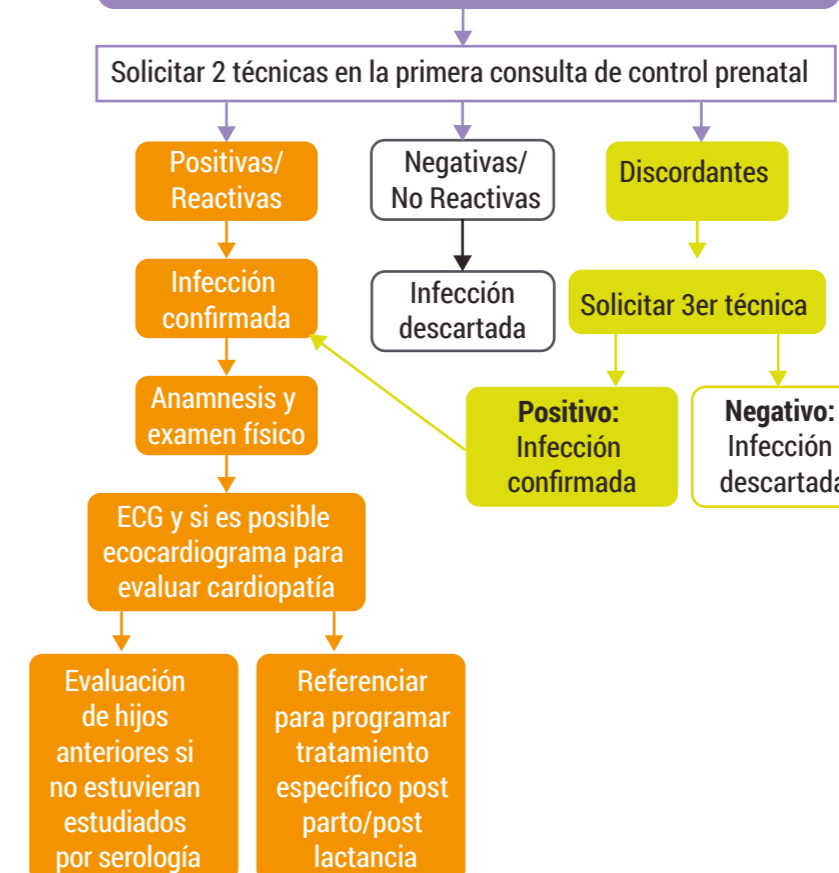 Solicitar 2 técnicas en la primera consulta de control prenatal
Positivas/
Reactivas
Negativas/
No Reactivas
Discordantes
Infección
confirmada
Infección
descartada
Solicitar 3er técnica
Anamnesis y
examen físico
Positivo:
Infección
confirmada
Negativo:
Infección
descartada
ECG y si es posible
ecocardiograma para
evaluar cardiopatía
Evaluación
de hijos
anteriores si
no estuvieran
estudiados
por serología
Referenciar
para programar
tratamiento
específico post
parto/post
lactancia